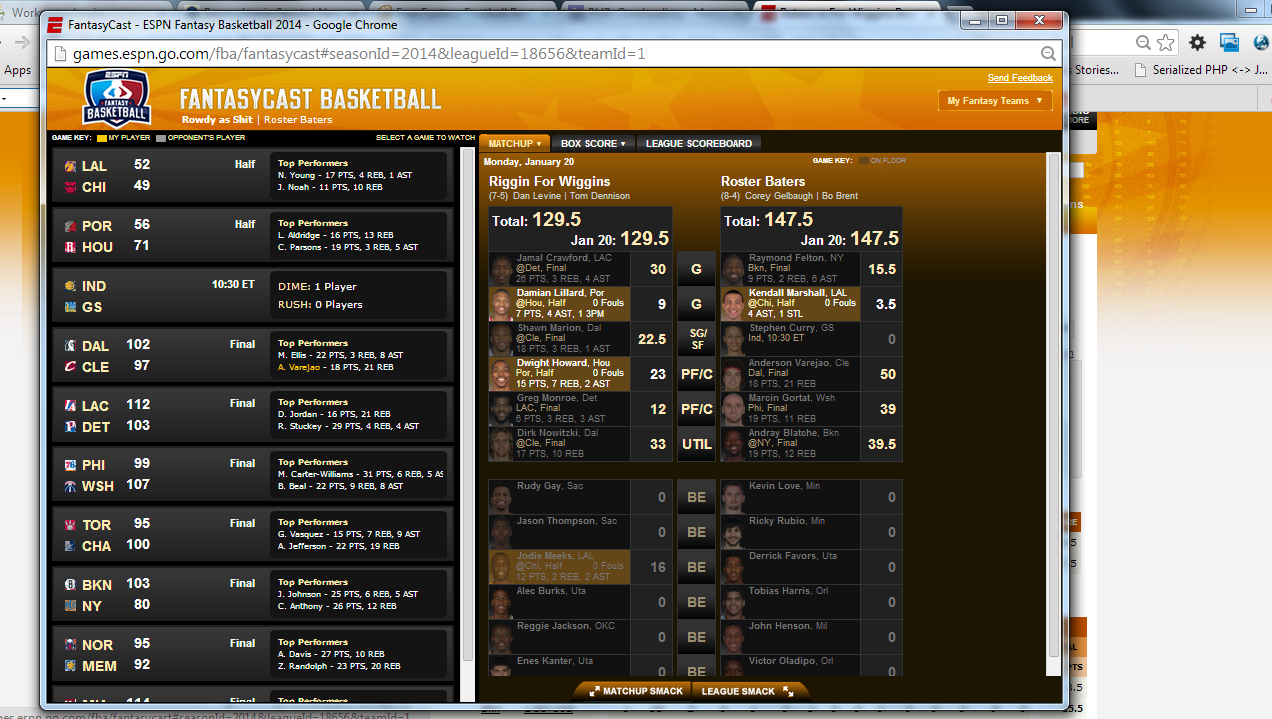 FantasyCast - ESPN Fantasy Basketball 2014 - Google Chrome
games.espn.go.com/fba/fantasycast#seasonId=2014&leagueId=18656&teamId=1
Apps
Stories...
Serialized PHP <-> J...
ESPN
FANTASY
BASKETBALL
FANTASYCAST BASKETBALL
Rowdy as Shit | Roster Baters
Send Feedback
My Fantasy Teams ▼
GAME KEY: MY PLAYER OPPONENT'S PLAYER
SELECT A GAME TO WATCH
LAL 52 Half
CHI 49
Top Performers
N. Young - 17 PTS, 4 REB, 1 AST
J. Noah - 11 PTS, 10 REB
POR 56 Half
HOU 71
Top Performers
L. Aldridge - 16 PTS, 13 REB
C. Parsons - 19 PTS, 3 REB, 5 AST
IND 10:30 ET
GS
DIME: 1 Player
RUSH: 0 Players
DAL 102 Final
CLE 97
Top Performers
M. Ellis - 22 PTS, 3 REB, 8 AST
A. Varejao - 18 PTS, 21 REB
LAC 112 Final
DET 103
Top Performers
D. Jordan - 16 PTS, 21 REB
R. Stuckey - 29 PTS, 4 REB, 4 AST
PHI 99 Final
WSH 107
Top Performers
M. Carter-Williams - 31 PTS, 6 REB, 5 AS
B. Beal - 22 PTS, 9 REB, 8 AST
TOR 95 Final
CHA 100
Top Performers
G. Vasquez - 15 PTS, 7 REB, 9 AST
A. Jefferson - 22 PTS, 19 REB
BKN 103 Final
NY 80
Top Performers
J. Johnson - 25 PTS, 6 REB, 5 AST
C. Anthony - 26 PTS, 12 REB
NOR 95 Final
MEM 92
Top Performers
A. Davis - 27 PTS, 10 REB
Z. Randolph - 23 PTS, 20 REB
Final
Top Performers
MATCHUP ▼ BOX SCORE ▼ LEAGUE SCOREBOARD
Monday, January 20
GAME KEY: ON FLOOR
Riggin For Wiggins
(7-5) Dan Levine | Tom Dennison
Roster Baters
(8-4) Corey Gelbaugh | Bo Brent
Total: 129.5
Jan 20: 129.5
Total: 147.5
Jan 20: 147.5
Jamal Crawford, LAC
@Det, Final
26 PTS, 3 REB, 4 AST
30 G
Raymond Felton, NY
Bkn, Final
9 PTS, 2 REB, 6 AST
15.5
Damian Lillard, Por
@Hou, Half 0 Fouls
7 PTS, 4 AST, 1 3PM
9 G
Kendall Marshall, LAL
@Chi, Half 0 Fouls
4 AST, 1 STL
3.5
Shawn Marion, Dal
@Cle, Final
18 PTS, 3 REB, 1 AST
22.5 SG/SF
Stephen Curry, GS
Ind, 10:30 ET
0
Dwight Howard, Hou
Por, Half 0 Fouls
15 PTS, 7 REB, 2 AST
23 PF/C
Anderson Varejao, Cle
Dal, Final
18 PTS, 21 REB
50
Greg Monroe, Det
LAC, Final
6 PTS, 3 REB, 3 AST
12 PF/C
Marcin Gortat, Wsh
Phi, Final
19 PTS, 11 REB
39
Dirk Nowitzki, Dal
@Cle, Final
17 PTS, 10 REB
33 UTIL
Andray Blatche, Bkn
@NY, Final
19 PTS, 12 REB
39.5
Rudy Gay, Sac 0 BE Kevin Love, Min 0
Jason Thompson, Sac 0 BE Ricky Rubio, Min 0
Jodie Meeks, LAL
@Chi, Half 0 Fouls
12 PTS, 2 REB, 2 AST
16 BE
Derrick Favors, Uta
0
Alec Burks, Uta 0 BE Tobias Harris, Orl 0
Reggie Jackson, OKC 0 BE John Henson, Mil 0
Enes Kanter, Uta 0 BE Victor Oladipo, Orl 0
MATCHUP SMACK LEAGUE SMACK